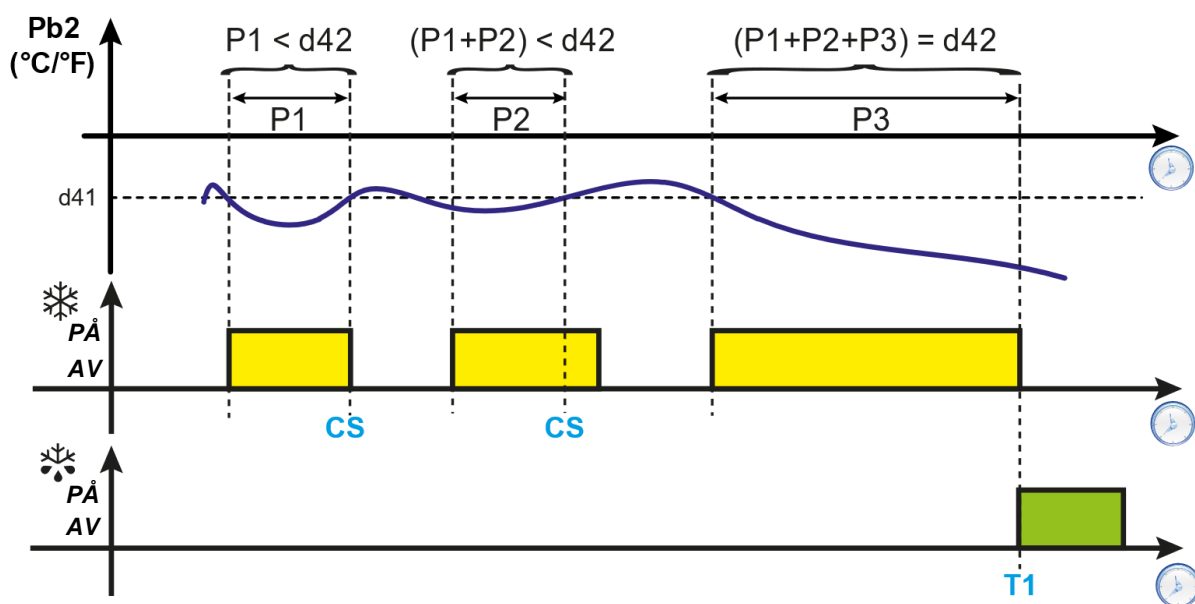 Pb2
(°C/°F)
P1 < d42
(P1+P2) < d42
(P1+P2+P3) = d42
P1
P2
P3
d41
PÅ
AV
CS
CS
PÅ
AV
T1